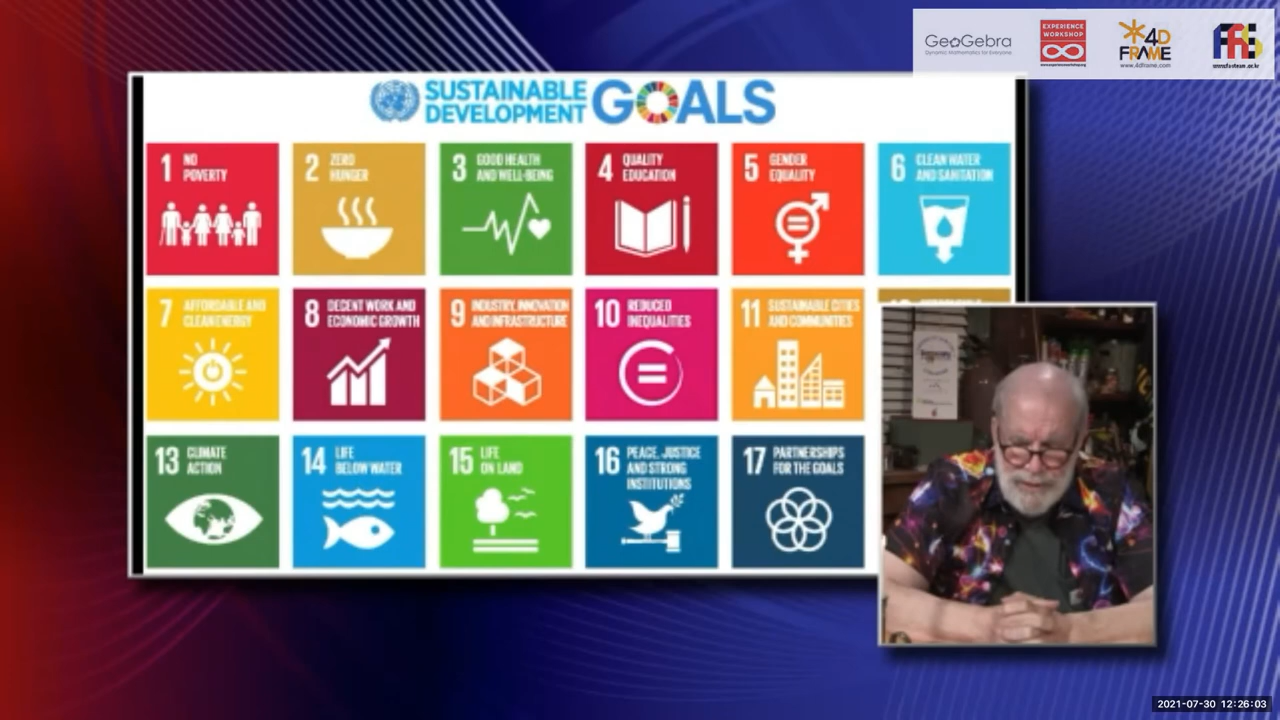 GeoGebra
Dynamic Mathematics for Everyone
EXPERIENCE
WORKSHOP
4D
FRAME
www.4dframe.com
SUSTAINABLE
DEVELOPMENT
GOALS
1 NO
POVERTY
2 ZERO
HUNGER
3 GOOD HEALTH
AND WELL-BEING
4 QUALITY
EDUCATION
5 GENDER
EQUALITY
6 CLEAN WATER
AND SANITATION
7 AFFORDABLE AND
CLEAN ENERGY
8 DECENT WORK AND
ECONOMIC GROWTH
9 INDUSTRY, INNOVATION
AND INFRASTRUCTURE
10 REDUCED
INEQUALITIES
11 SUSTAINABLE CITIES
AND COMMUNITIES
13 CLIMATE
ACTION
14 LIFE
BELOW WATER
15 LIFE
ON LAND
16 PEACE, JUSTICE
AND STRONG
INSTITUTIONS
17 PARTNERSHIPS
FOR THE GOALS
2021-07-30 12:26:03